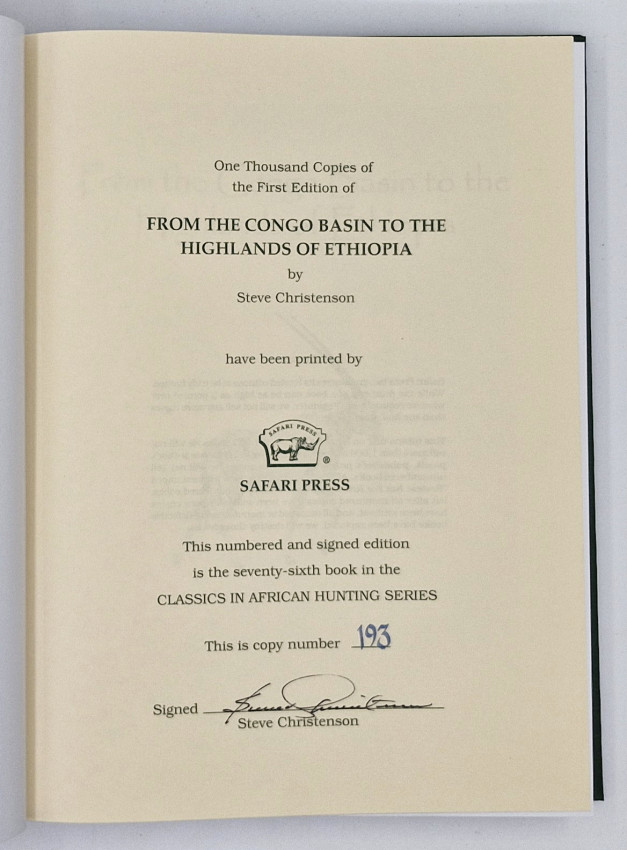 One Thousand Copies of
the First Edition of
FROM THE CONGO BASIN TO THE
HIGHLANDS OF ETHIOPIA
by
Steve Christenson
have been printed by
SAFARI PRESS
®
SAFARI PRESS
This numbered and signed edition
is the seventy-sixth book in the
CLASSICS IN AFRICAN HUNTING SERIES
This is copy number 193
Signed
Steve Christenson